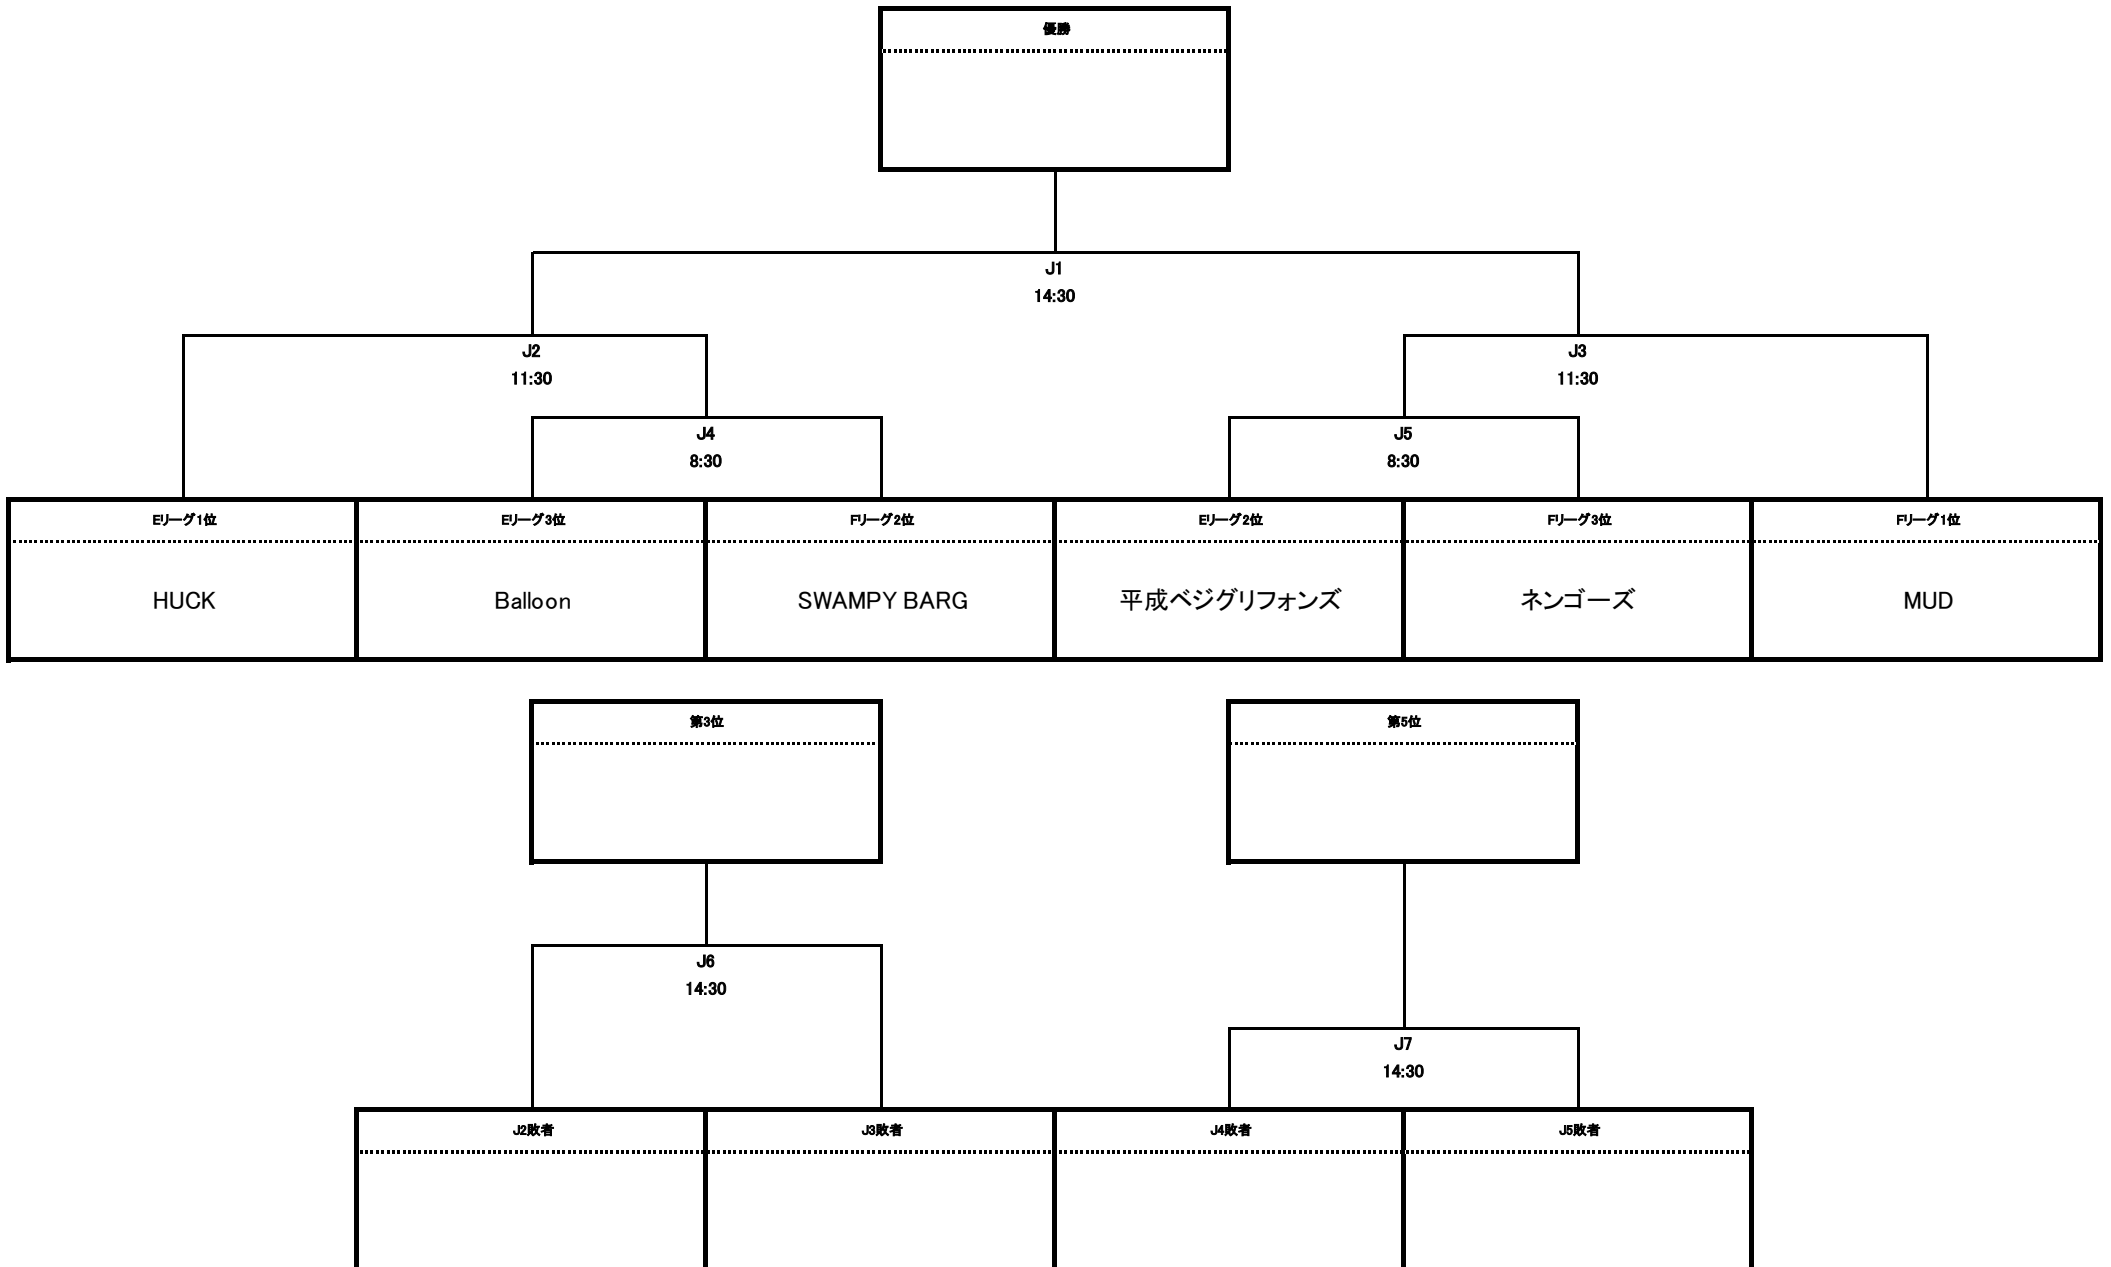 優勝
J1
14:30
J2
11:30
J3
11:30
J4
8:30
J5
8:30
Eリーグ1位
Eリーグ3位
Fリーグ2位
Eリーグ2位
Fリーグ3位
Fリーグ1位
HUCK
Balloon
SWAMPY BARG
平成ベジグリフォンズ
ネンゴーズ
MUD
第3位
第5位
J6
14:30
J7
14:30
J2敗者
J3敗者
J4敗者
J5敗者